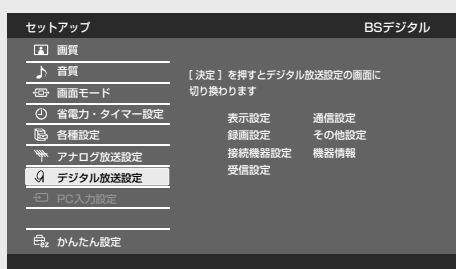 セットアップ
BSデジタル
画質
音質
画面モード
省電力・タイマー設定
各種設定
アナログ放送設定
デジタル放送設定
PC入力設定
かんたん設定
[ 決定 ] を押すとデジタル放送設定の画面に
切り換わります
表示設定 通信設定
録画設定 その他設定
接続機器設定 機器情報
受信設定